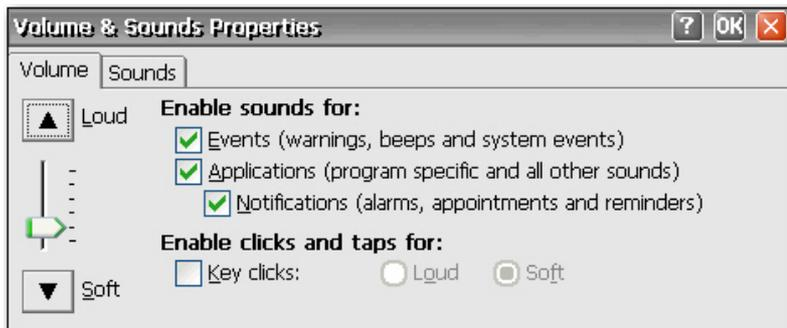 Volume & Sounds Properties ? OK X
Volume Sounds
Loud Enable sounds for:
Events (warnings, beeps and system events)
Applications (program specific and all other sounds)
Notifications (alarms, appointments and reminders)
Enable clicks and taps for:
Soft Key clicks: Loud Soft